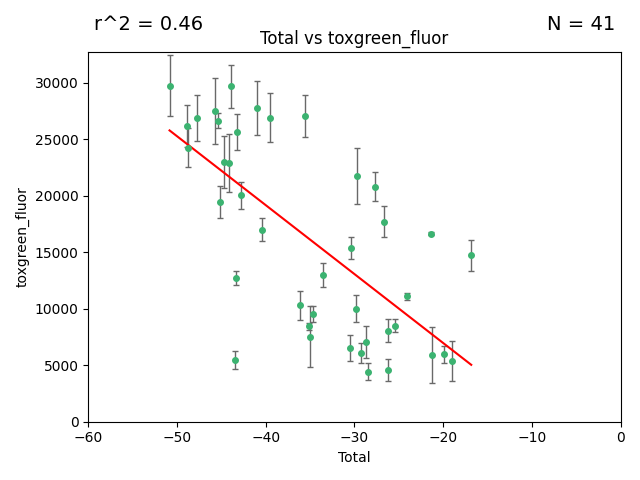 r^2 = 0.46
N = 41
Total vs toxgreen_fluor
30000
25000
20000
15000
10000
5000
0
toxgreen_fluor
−60
−50
−40
−30
−20
−10
0
Total